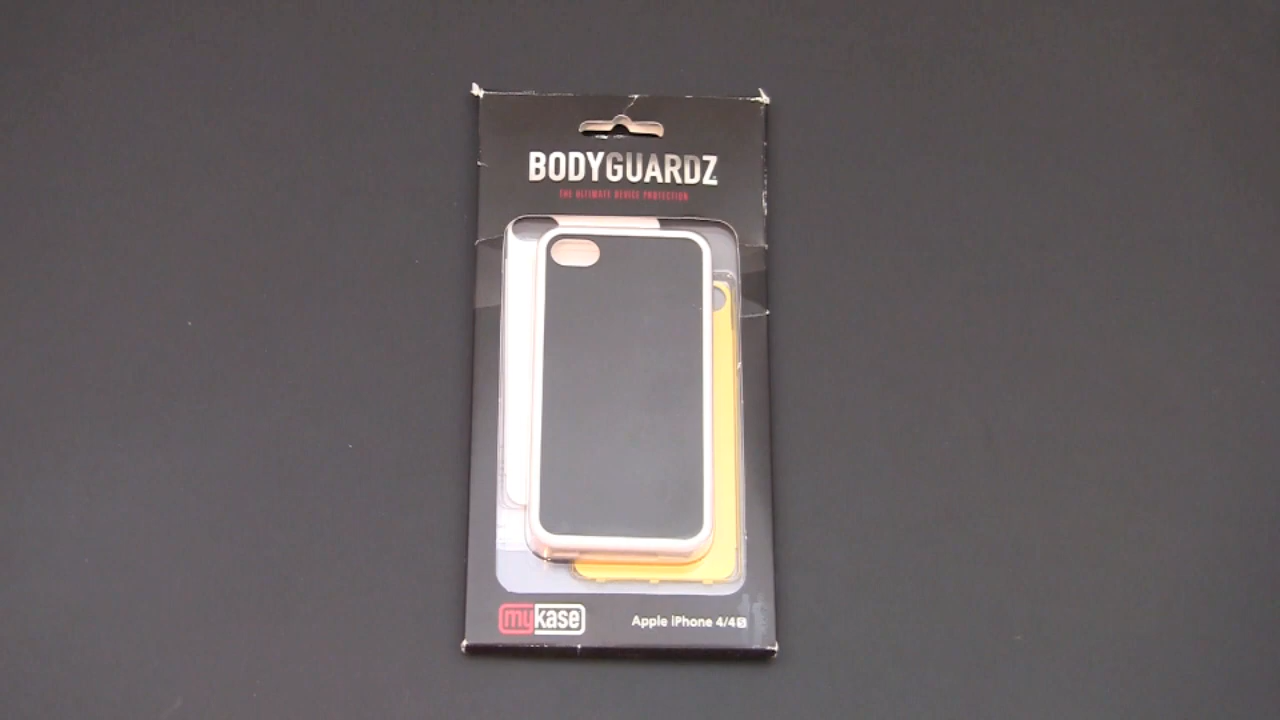 BODYGUARDZ
THE ULTIMATE DEVICE PROTECTION
mykase
Apple iPhone 4/4S